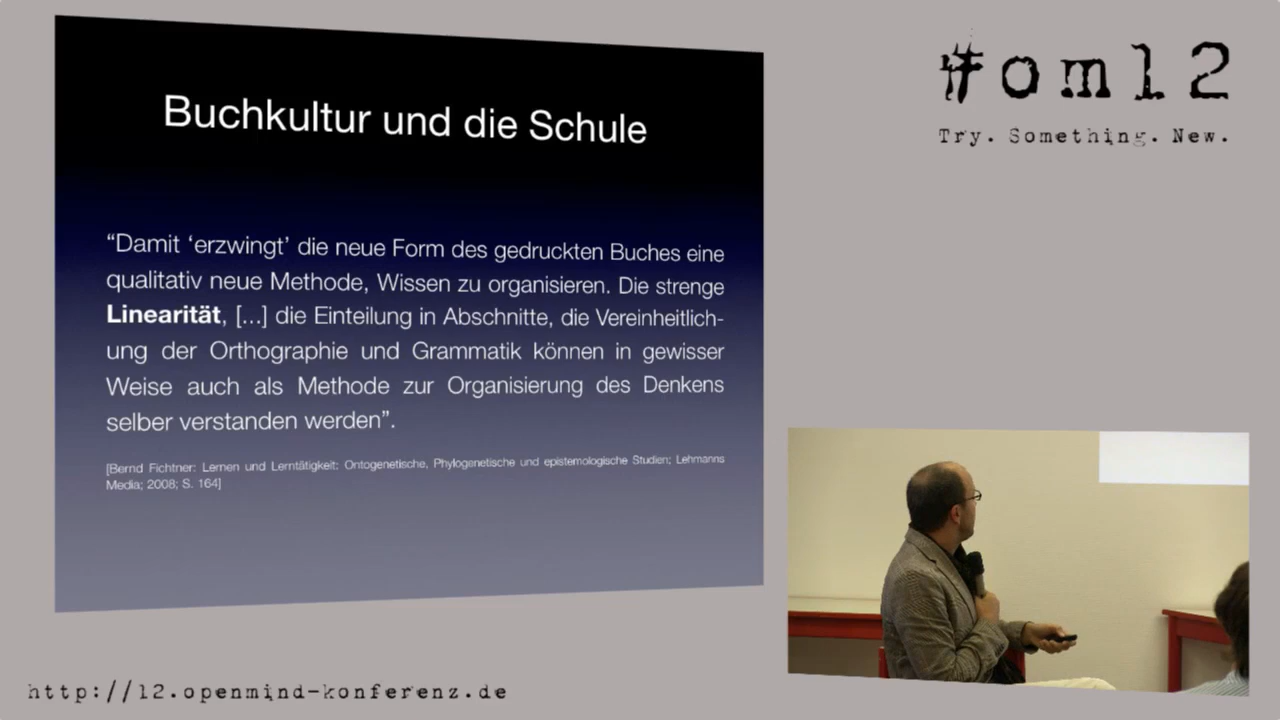 #om12
Try. Something. New.
Buchkultur und die Schule
“Damit ‘erzwingt’ die neue Form des gedruckten Buches eine
qualitativ neue Methode, Wissen zu organisieren. Die strenge
Linearität, [...] die Einteilung in Abschnitte, die Vereinheitlich-
ung der Orthographie und Grammatik können in gewisser
Weise auch als Methode zur Organisierung des Denkens
selber verstanden werden”.
[Bernd Fichtner: Lernen und Lerntätigkeit: Ontogenetische, Phylogenetische und epistemologische Studien; Lehmanns
Media; 2008; S. 164]
http://12.openmind-konferenz.de